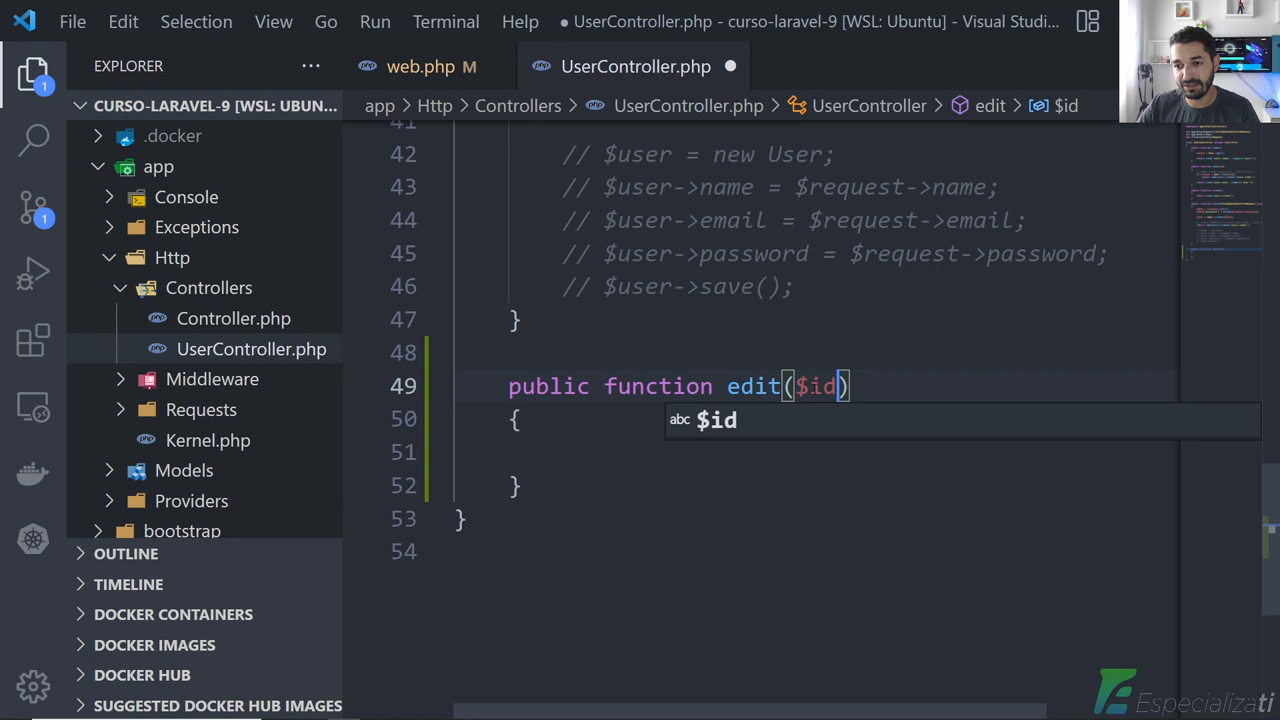 File Edit Selection View Go Run Terminal Help
● UserController.php - curso-laravel-9 [WSL: Ubuntu] - Visual Studi...
EXPLORER
web.php M
UserController.php
CURSO-LARAVEL-9 [WSL: UBUN...
app > Http > Controllers > UserController.php > UserController > edit > $id
.docker
app
Console
Exceptions
Http
Controllers
Controller.php
UserController.php
Middleware
Requests
Kernel.php
Models
Providers
bootstrap
OUTLINE
TIMELINE
DOCKER CONTAINERS
DOCKER IMAGES
DOCKER HUB
SUGGESTED DOCKER HUB IMAGES
1
1
41
42 // $user = new User;
43 // $user->name = $request->name;
44 // $user->email = $request->email;
45 // $user->password = $request->password;
46 // $user->save();
47 }
48
49 public function edit($id)
50 {
abc $id
51
52 }
53 }
54
Especializati